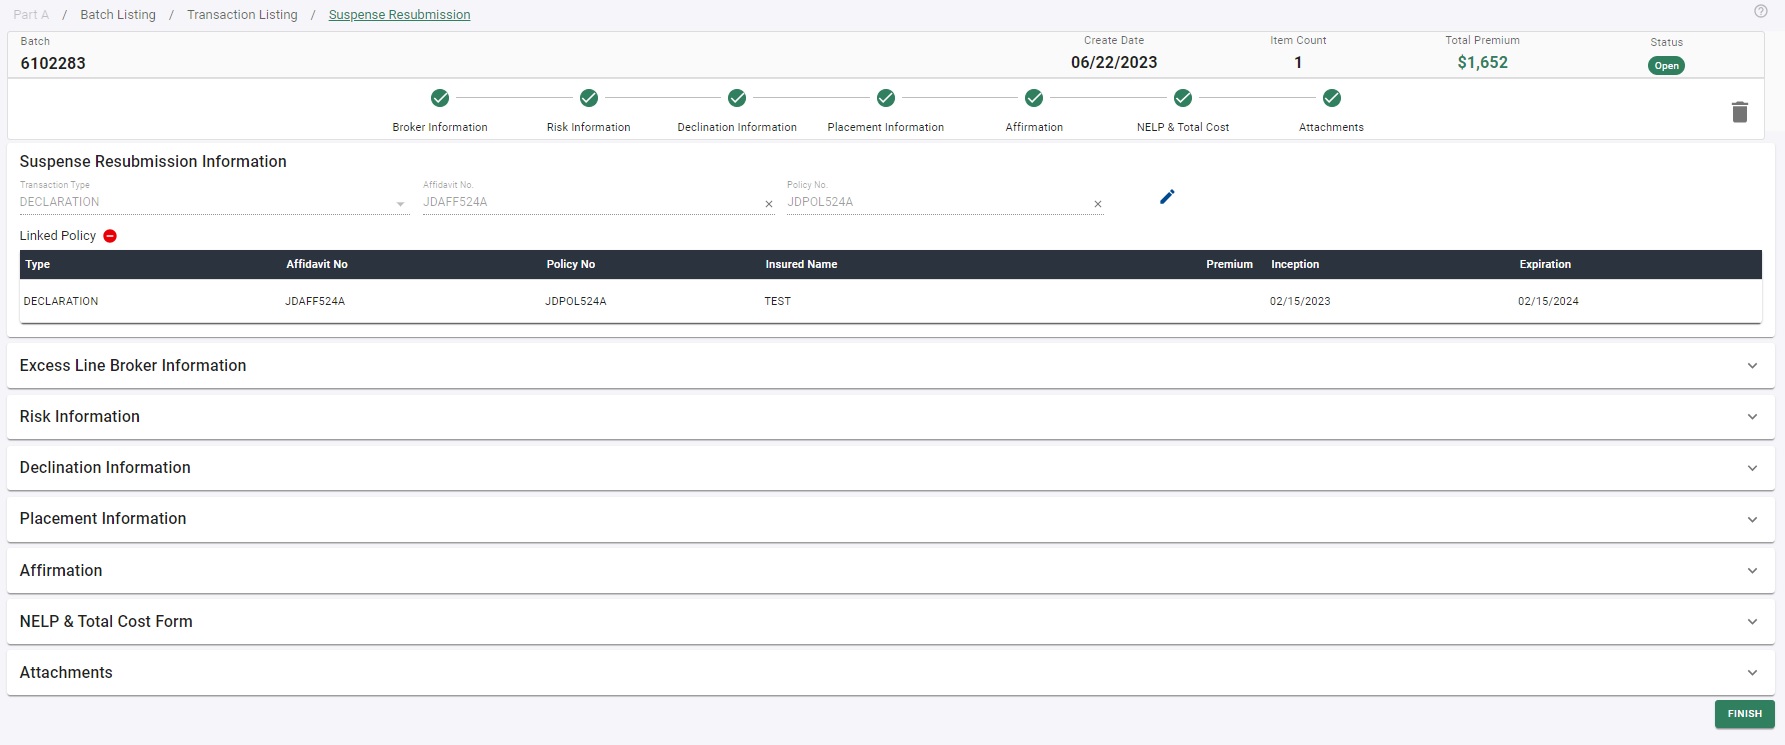 Part A / Batch Listing / Transaction Listing / Suspense Resubmission
Batch Create Date Item Count Total Premium Status
6102283 06/22/2023 1 $1,652 Open
Broker Information Risk Information Declination Information Placement Information Affirmation NELP & Total Cost Attachments
Suspense Resubmission Information
Transaction Type Affidavit No. Policy No.
DECLARATION JDAFF524A JDPOL524A
Linked Policy
Type Affidavit No Policy No Insured Name Premium Inception Expiration
DECLARATION JDAFF524A JDPOL524A TEST 02/15/2023 02/15/2024
Excess Line Broker Information
Risk Information
Declination Information
Placement Information
Affirmation
NELP & Total Cost Form
Attachments
FINISH